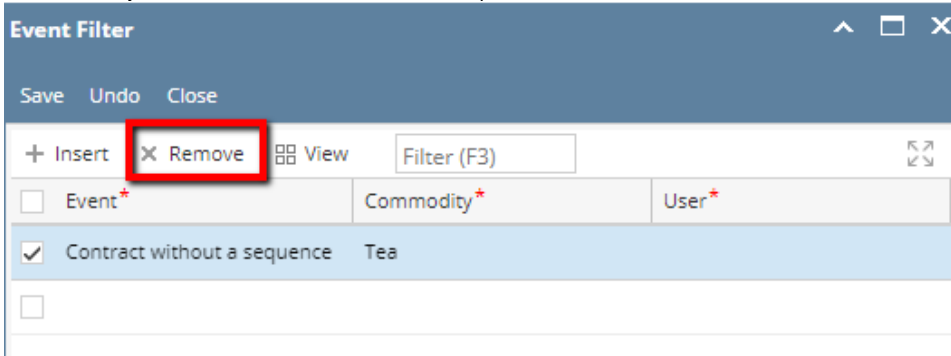 Event Filter
Save Undo Close
+ Insert × Remove View Filter (F3)
Event* Commodity* User*
Contract without a sequence Tea